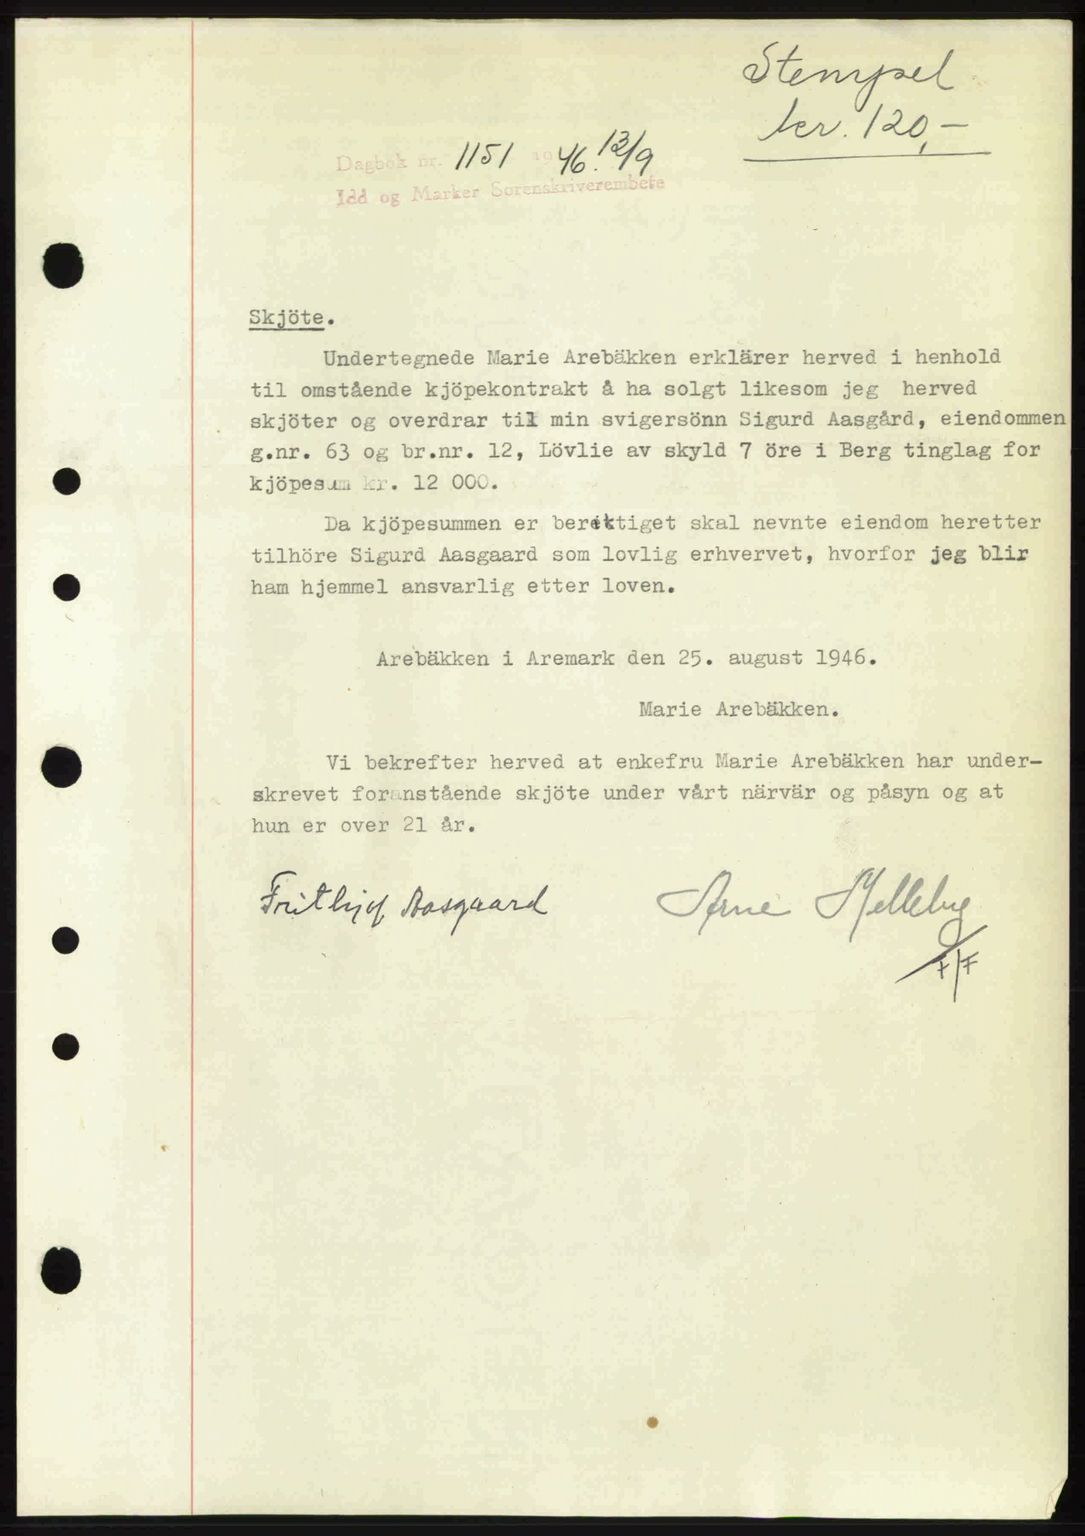 Stempel
kr. 120,-
Dagbok nr. 1151 1946. 13/9
Idd og Marker Sorenskriverembete
Skjöte.
Undertegnede Marie Arebäkken erklärer herved i henhold
til omstående kjöpekontrakt å ha solgt likesom jeg herved
skjöter og overdrar til min svigersönn Sigurd Aasgård, eiendommen
g.nr. 63 og br.nr. 12, Lövlie av skyld 7 öre i Berg tinglag for
kjöpesum kr. 12 000.
Da kjöpesummen er beriktiget skal nevnte eiendom heretter
tilhöre Sigurd Aasgaard som lovlig erhvervet, hvorfor jeg blir
ham hjemmel ansvarlig etter loven.
Arebäkken i Aremark den 25. august 1946.
Marie Arebäkken.
Vi bekrefter herved at enkefru Marie Arebäkken har under-
skrevet foranstående skjöte under vårt närvär og påsyn og at
hun er over 21 år.
Frithjof Aasgaard Arne